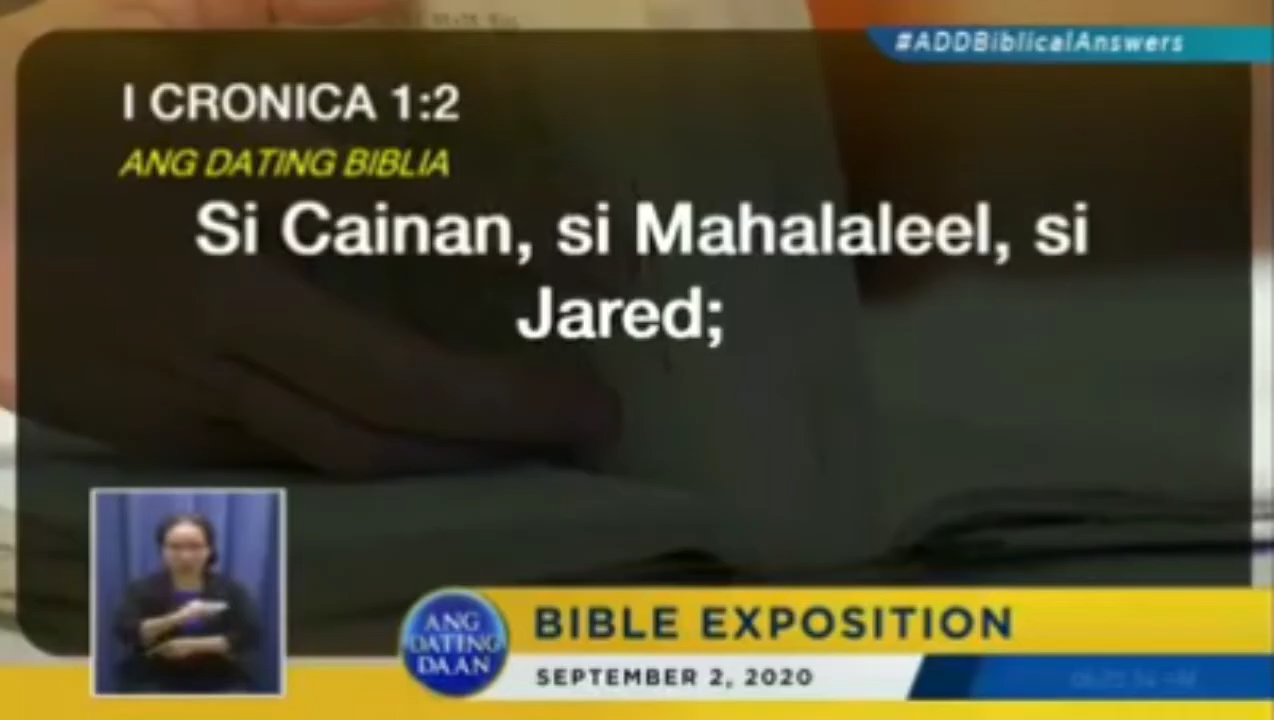 #ADDBiblicalAnswers
I CRONICA 1:2
ANG DATING BIBLIA
Si Cainan, si Mahalaleel, si
Jared;
ANG
DATING
DAAN
BIBLE EXPOSITION
SEPTEMBER 2, 2020